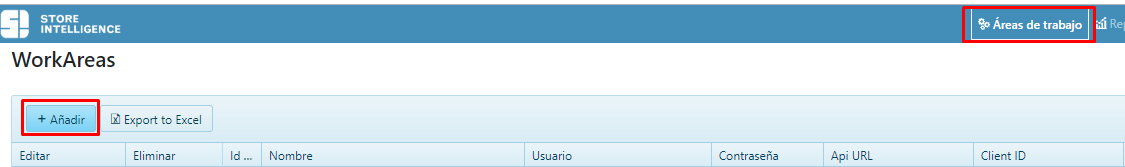 STORE
INTELLIGENCE
Áreas de trabajo
Rep
WorkAreas
+ Añadir
Export to Excel
Editar Eliminar Id ... Nombre Usuario Contraseña Api URL Client ID